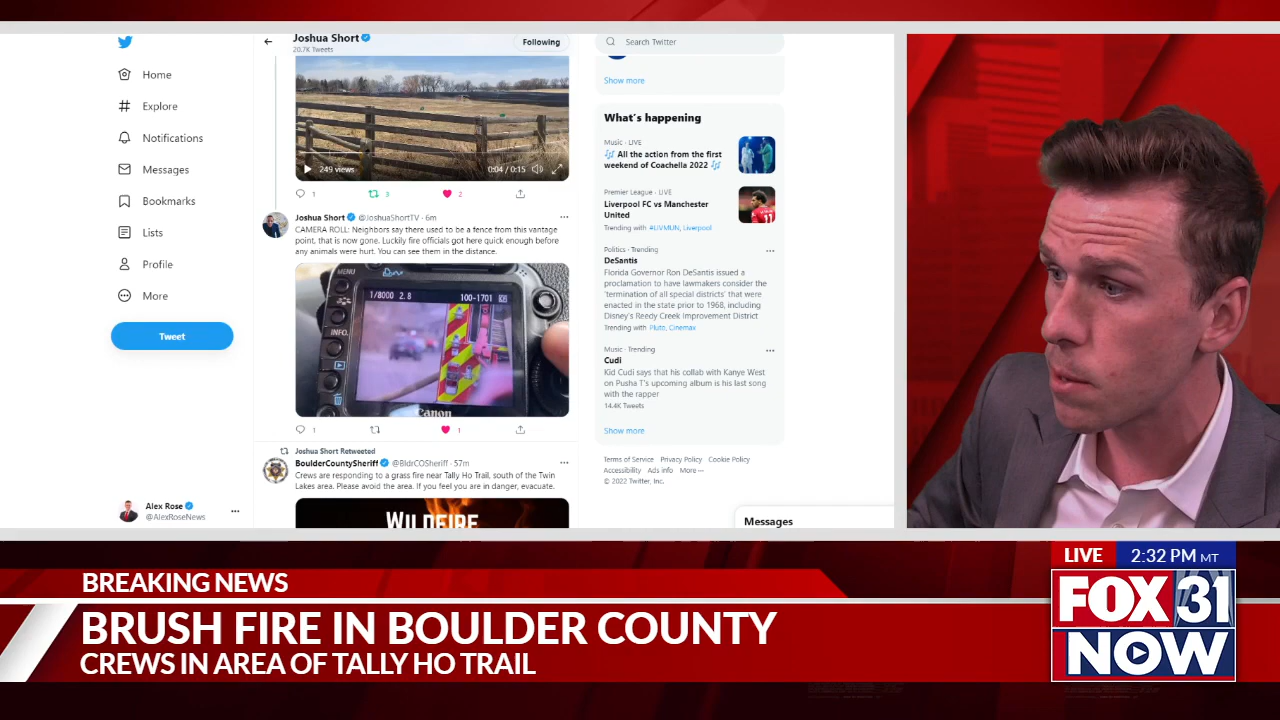 Joshua Short
20.7K Tweets
Following
Search Twitter
Home
Explore
Notifications
Messages
Bookmarks
Lists
Profile
More
Tweet
Alex Rose
@AlexRoseNews
249 views
0:04 / 0:15
1
3
2
Joshua Short @JoshuaShortTV · 6m
CAMERA ROLL: Neighbors say there used to be a fence from this vantage
point, that is now gone. Luckily fire officials got here quick enough before
any animals were hurt. You can see them in the distance.
MENU
1/8000 2.8
100-1701
INFO.
Canon
1
1
Joshua Short Retweeted
BoulderCountySheriff @BldrCOSheriff · 57m
Crews are responding to a grass fire near Tally Ho Trail, south of the Twin
Lakes area. Please avoid the area. If you feel you are in danger, evacuate.
WILDFIRE
Show more
What's happening
Music · LIVE
🎶 All the action from the first
weekend of Coachella 2022 🎶
Premier League · LIVE
Liverpool FC vs Manchester
United
Trending with #LIVMUN, Liverpool
Politics · Trending
DeSantis
Florida Governor Ron DeSantis issued a
proclamation to have lawmakers consider the
'termination of all special districts' that were
enacted in the state prior to 1968, including
Disney's Reedy Creek Improvement District
Trending with Pluto, Cinemax
Music · Trending
Cudi
Kid Cudi says that his collab with Kanye West
on Pusha T's upcoming album is his last song
with the rapper
14.4K Tweets
Show more
Terms of Service Privacy Policy Cookie Policy
Accessibility Ads info More ···
© 2022 Twitter, Inc.
Messages
LIVE 2:32 PM MT
BREAKING NEWS
BRUSH FIRE IN BOULDER COUNTY
CREWS IN AREA OF TALLY HO TRAIL
FOX 31
NOW